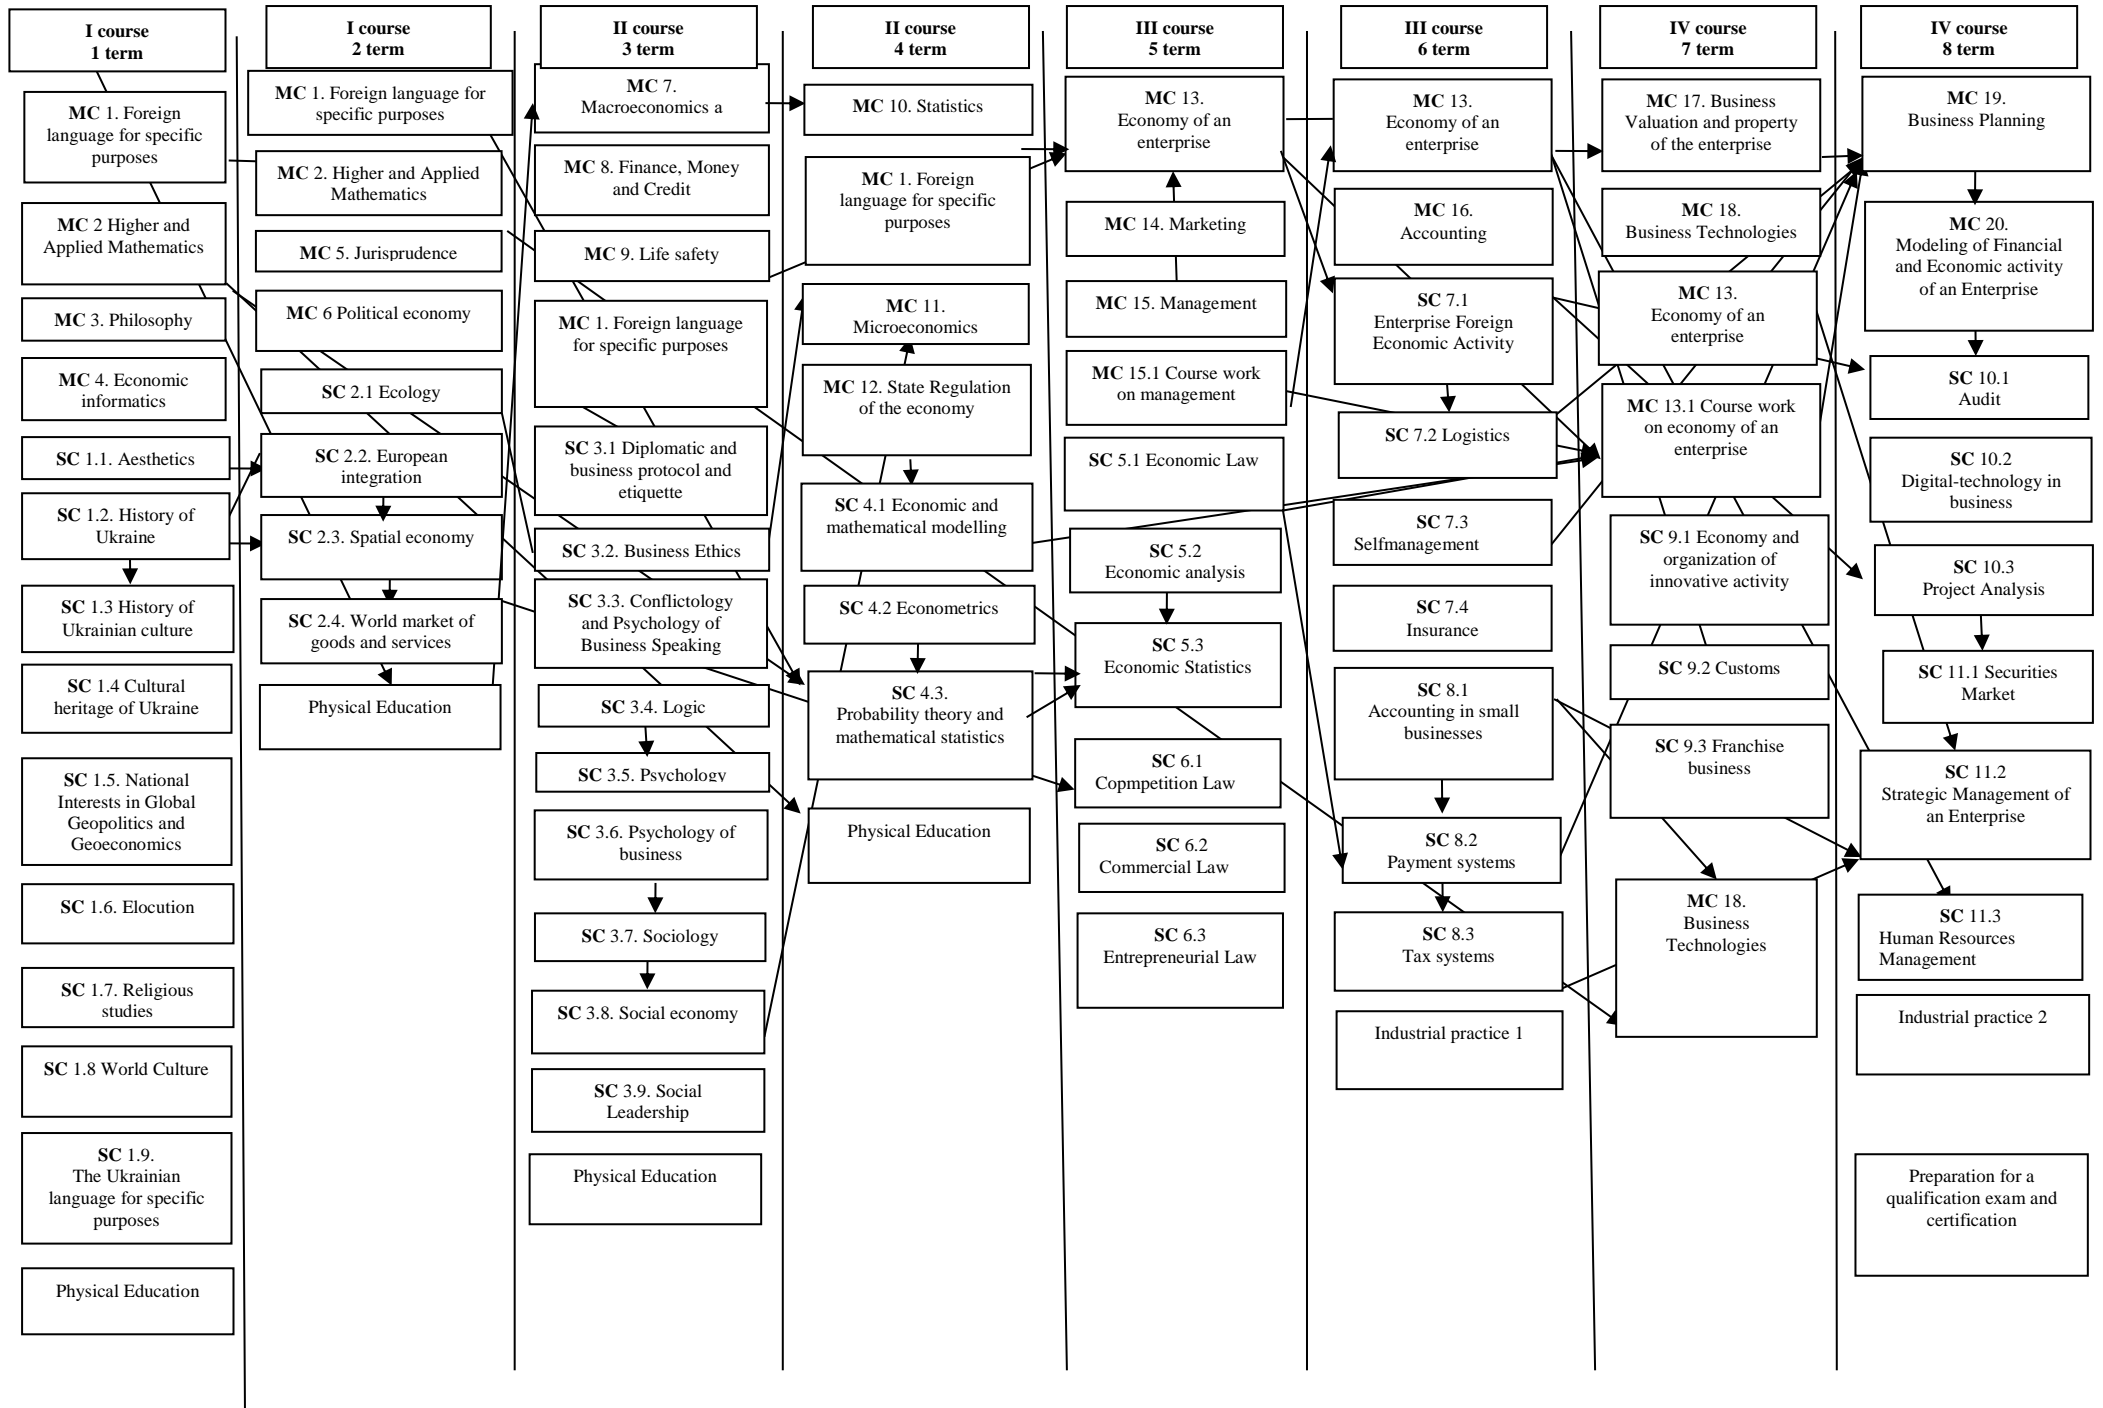 I course
1 term
MC 1. Foreign
language for specific
purposes
MC 2 Higher and
Applied Mathematics
MC 3. Philosophy
MC 4. Economic
informatics
SC 1.1. Aesthetics
SC 1.2. History of
Ukraine
SC 1.3 History of
Ukrainian culture
SC 1.4 Cultural
heritage of Ukraine
SC 1.5. National
Interests in Global
Geopolitics and
Geoeconomics
SC 1.6. Elocution
SC 1.7. Religious
studies
SC 1.8 World Culture
SC 1.9.
The Ukrainian
language for specific
purposes
Physical Education
I course
2 term
MC 1. Foreign language for
specific purposes
MC 2. Higher and Applied
Mathematics
MC 5. Jurisprudence
MC 6 Political economy
SC 2.1 Ecology
SC 2.2. European
integration
SC 2.3. Spatial economy
SC 2.4. World market of
goods and services
Physical Education
II course
3 term
MC 7.
Macroeconomics a
MC 8. Finance, Money
and Credit
MC 9. Life safety
MC 1. Foreign language
for specific purposes
SC 3.1 Diplomatic and
business protocol and
etiquette
SC 3.2. Business Ethics
SC 3.3. Conflictology
and Psychology of
Business Speaking
SC 3.4. Logic
SC 3.5. Psychology
SC 3.6. Psychology of
business
SC 3.7. Sociology
SC 3.8. Social economy
SC 3.9. Social
Leadership
Physical Education
II course
4 term
MC 10. Statistics
MC 1. Foreign
language for specific
purposes
MC 11.
Microeconomics
MC 12. State Regulation
of the economy
SC 4.1 Economic and
mathematical modelling
SC 4.2 Econometrics
SC 4.3.
Probability theory and
mathematical statistics
Physical Education
III course
5 term
MC 13.
Economy of an
enterprise
MC 14. Marketing
MC 15. Management
MC 15.1 Course work
on management
SC 5.1 Economic Law
SC 5.2
Economic analysis
SC 5.3
Economic Statistics
SC 6.1
Copmpetition Law
SC 6.2
Commercial Law
SC 6.3
Entrepreneurial Law
III course
6 term
MC 13.
Economy of an
enterprise
MC 16.
Accounting
SC 7.1
Enterprise Foreign
Economic Activity
SC 7.2 Logistics
SC 7.3
Selfmanagement
SC 7.4
Insurance
SC 8.1
Accounting in small
businesses
SC 8.2
Payment systems
SC 8.3
Tax systems
Industrial practice 1
IV course
7 term
MC 17. Business
Valuation and property
of the enterprise
MC 18.
Business Technologies
MC 13.
Economy of an
enterprise
MC 13.1 Course work
on economy of an
enterprise
SC 9.1 Economy and
organization of
innovative activity
SC 9.2 Customs
SC 9.3 Franchise
business
MC 18.
Business
Technologies
IV course
8 term
MC 19.
Business Planning
MC 20.
Modeling of Financial
and Economic activity
of an Enterprise
SC 10.1
Audit
SC 10.2
Digital-technology in
business
SC 10.3
Project Analysis
SC 11.1 Securities
Market
SC 11.2
Strategic Management of
an Enterprise
SC 11.3
Human Resources
Management
Industrial practice 2
Preparation for a
qualification exam and
certification